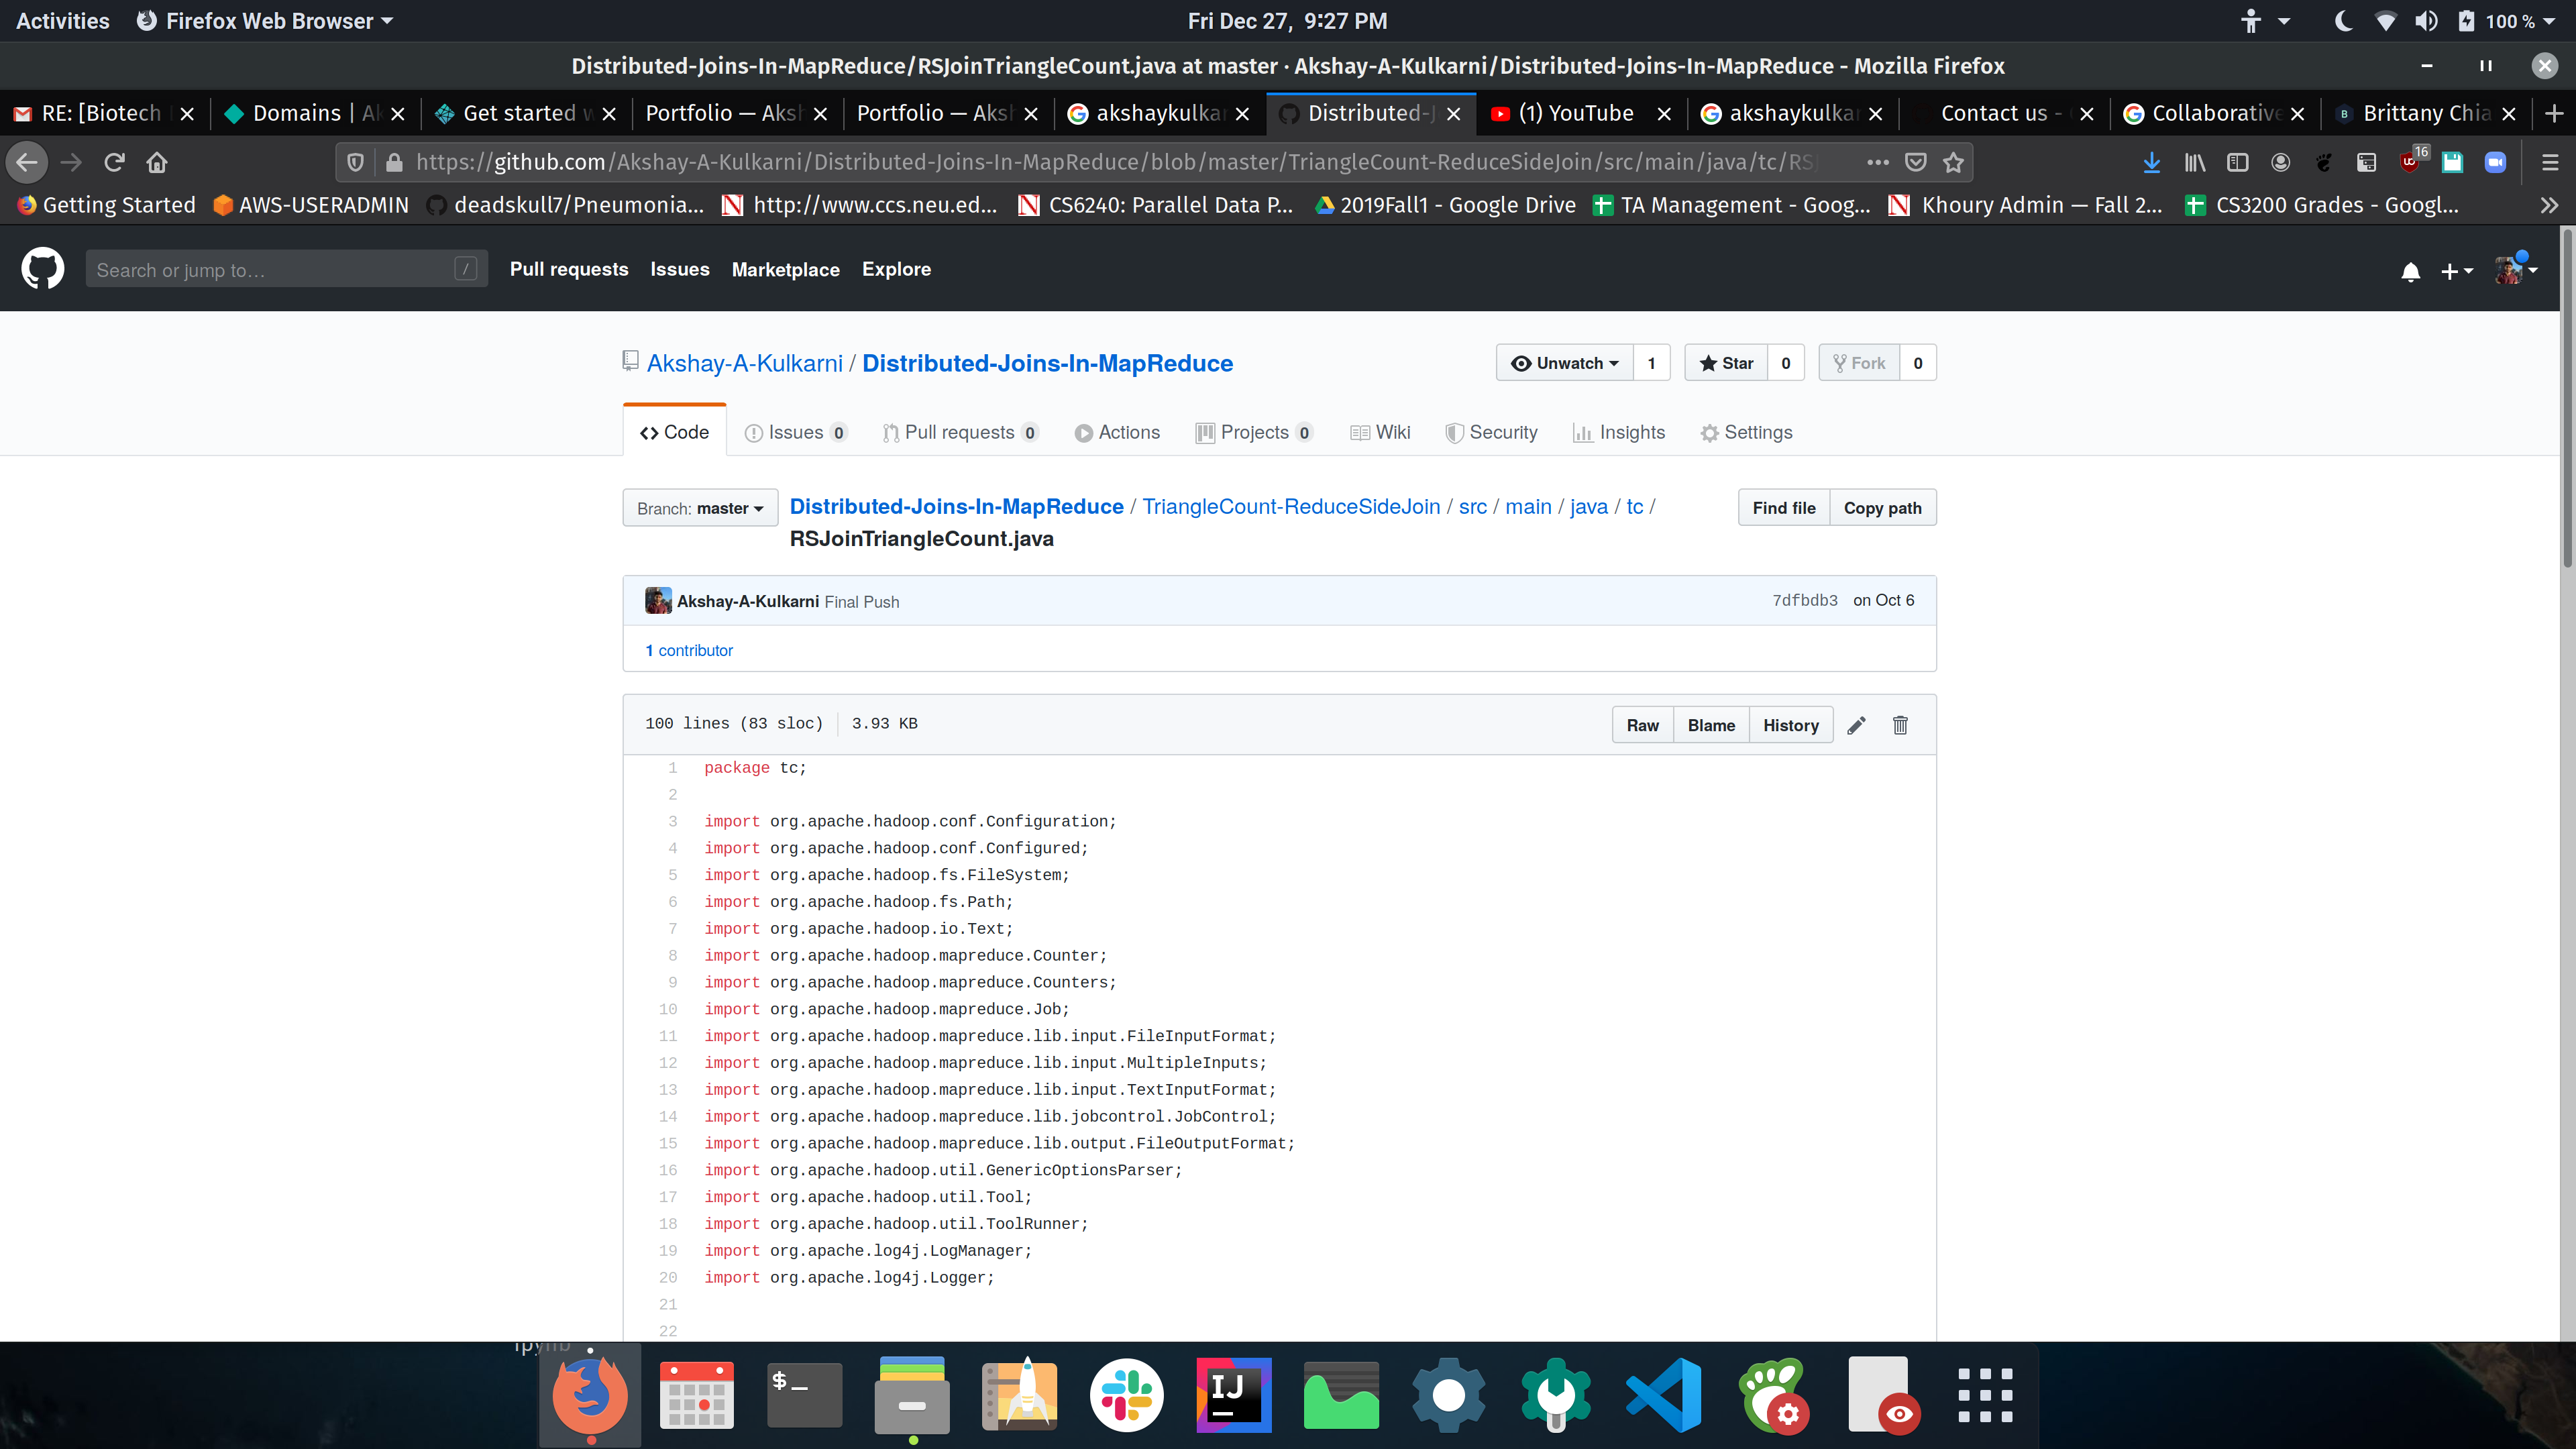 Activities Firefox Web Browser Fri Dec 27, 9:27 PM 100 %
Distributed-Joins-In-MapReduce/RSJoinTriangleCount.java at master · Akshay-A-Kulkarni/Distributed-Joins-In-MapReduce - Mozilla Firefox
RE: [Biotech Domains | Ak Get started w Portfolio — Aksh Portfolio — Aksh akshaykulkar Distributed-J (1) YouTube akshaykulkar Contact us - Collaborative Brittany Chia
https://github.com/Akshay-A-Kulkarni/Distributed-Joins-In-MapReduce/blob/master/TriangleCount-ReduceSideJoin/src/main/java/tc/RS 16
Getting Started AWS-USERADMIN deadskull7/Pneumonia... http://www.ccs.neu.ed... CS6240: Parallel Data P... 2019Fall1 - Google Drive TA Management - Goog... Khoury Admin — Fall 2... CS3200 Grades - Googl...
Search or jump to… / Pull requests Issues Marketplace Explore
Akshay-A-Kulkarni / Distributed-Joins-In-MapReduce Unwatch 1 Star 0 Fork 0
Code Issues 0 Pull requests 0 Actions Projects 0 Wiki Security Insights Settings
Branch: master Distributed-Joins-In-MapReduce / TriangleCount-ReduceSideJoin / src / main / java / tc / Find file Copy path
RSJoinTriangleCount.java
Akshay-A-Kulkarni Final Push 7dfbdb3 on Oct 6
1 contributor
100 lines (83 sloc) 3.93 KB Raw Blame History
1 package tc;
2
3 import org.apache.hadoop.conf.Configuration;
4 import org.apache.hadoop.conf.Configured;
5 import org.apache.hadoop.fs.FileSystem;
6 import org.apache.hadoop.fs.Path;
7 import org.apache.hadoop.io.Text;
8 import org.apache.hadoop.mapreduce.Counter;
9 import org.apache.hadoop.mapreduce.Counters;
10 import org.apache.hadoop.mapreduce.Job;
11 import org.apache.hadoop.mapreduce.lib.input.FileInputFormat;
12 import org.apache.hadoop.mapreduce.lib.input.MultipleInputs;
13 import org.apache.hadoop.mapreduce.lib.input.TextInputFormat;
14 import org.apache.hadoop.mapreduce.lib.jobcontrol.JobControl;
15 import org.apache.hadoop.mapreduce.lib.output.FileOutputFormat;
16 import org.apache.hadoop.util.GenericOptionsParser;
17 import org.apache.hadoop.util.Tool;
18 import org.apache.hadoop.util.ToolRunner;
19 import org.apache.log4j.LogManager;
20 import org.apache.log4j.Logger;
21
22
$_ IJ